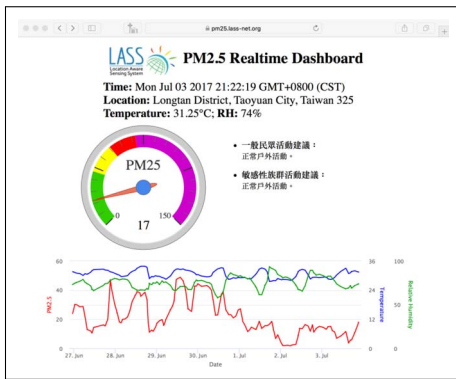 pm25.lass-net.org
LASS
Location Aware
Sensing System
PM2.5 Realtime Dashboard
Time: Mon Jul 03 2017 21:22:19 GMT+0800 (CST)
Location: Longtan District, Taoyuan City, Taiwan 325
Temperature: 31.25°C; RH: 74%
PM25
0
150
17
• 一般民眾活動建議：
正常戶外活動。
• 敏感性族群活動建議：
正常戶外活動。
60
40
20
0
PM2.5
36
24
12
0
Temperature
100
50
0
Relative Humidity
27. Jun
28. Jun
29. Jun
30. Jun
1. Jul
2. Jul
3. Jul
Date